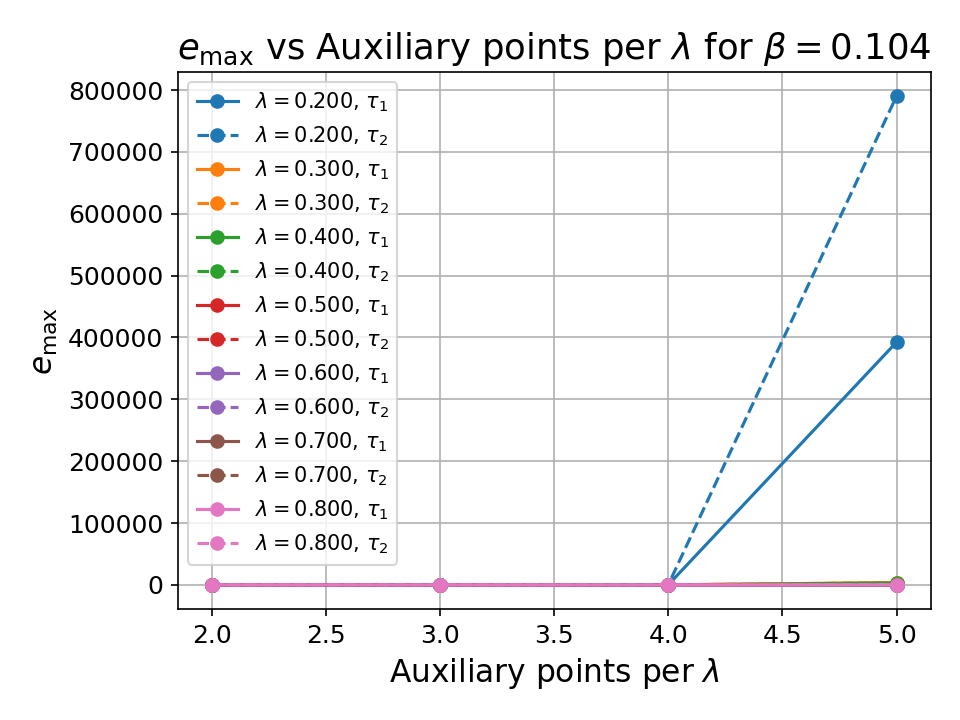 e_max vs Auxiliary points per λ for β = 0.104
800000
700000
600000
500000
400000
300000
200000
100000
0
e_max
λ = 0.200, τ₁
λ = 0.200, τ₂
λ = 0.300, τ₁
λ = 0.300, τ₂
λ = 0.400, τ₁
λ = 0.400, τ₂
λ = 0.500, τ₁
λ = 0.500, τ₂
λ = 0.600, τ₁
λ = 0.600, τ₂
λ = 0.700, τ₁
λ = 0.700, τ₂
λ = 0.800, τ₁
λ = 0.800, τ₂
2.0 2.5 3.0 3.5 4.0 4.5 5.0
Auxiliary points per λ